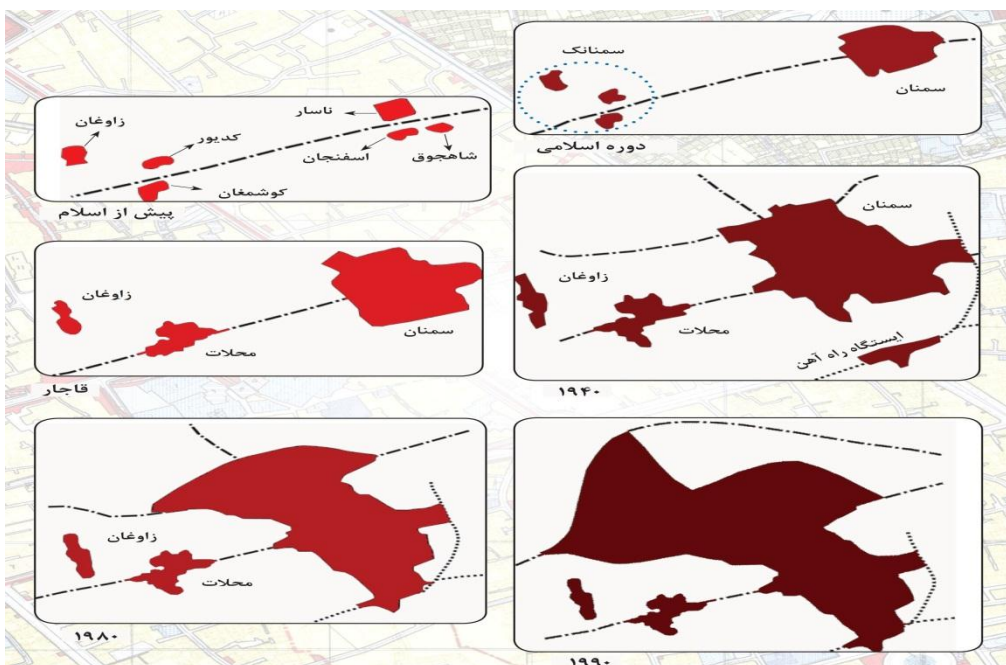 سمنانک
سمنان
دوره اسلامی
زاوغان
کدیور
ناسار
اسفنجان
شاهجوق
کوشمغان
پیش از اسلام
سمنان
زاوغان
ایستگاه راه آهن
۱۹۴۰
زاوغان
محلات
سمنان
قاجار
زاوغان
محلات
۱۹۸۰
۱۹۹۰